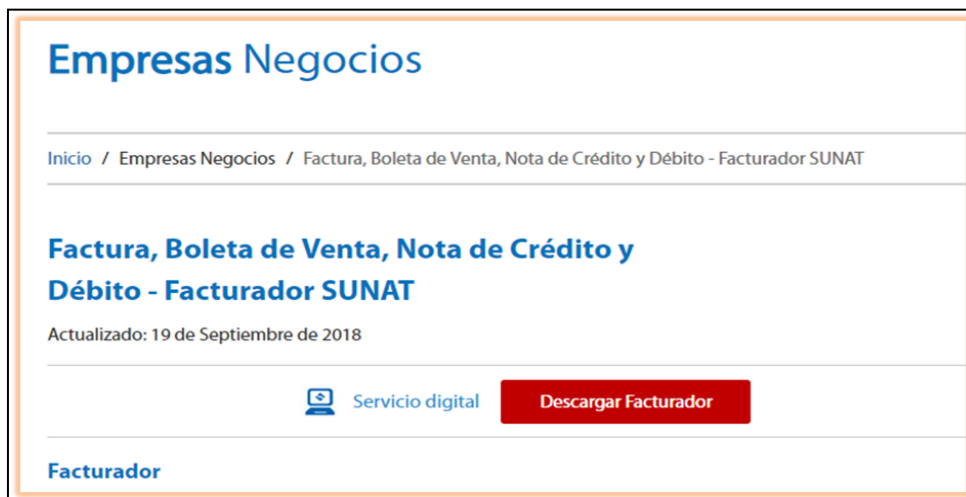 Empresas Negocios
Inicio / Empresas Negocios / Factura, Boleta de Venta, Nota de Crédito y Débito - Facturador SUNAT
Factura, Boleta de Venta, Nota de Crédito y
Débito - Facturador SUNAT
Actualizado: 19 de Septiembre de 2018
Servicio digital Descargar Facturador
Facturador